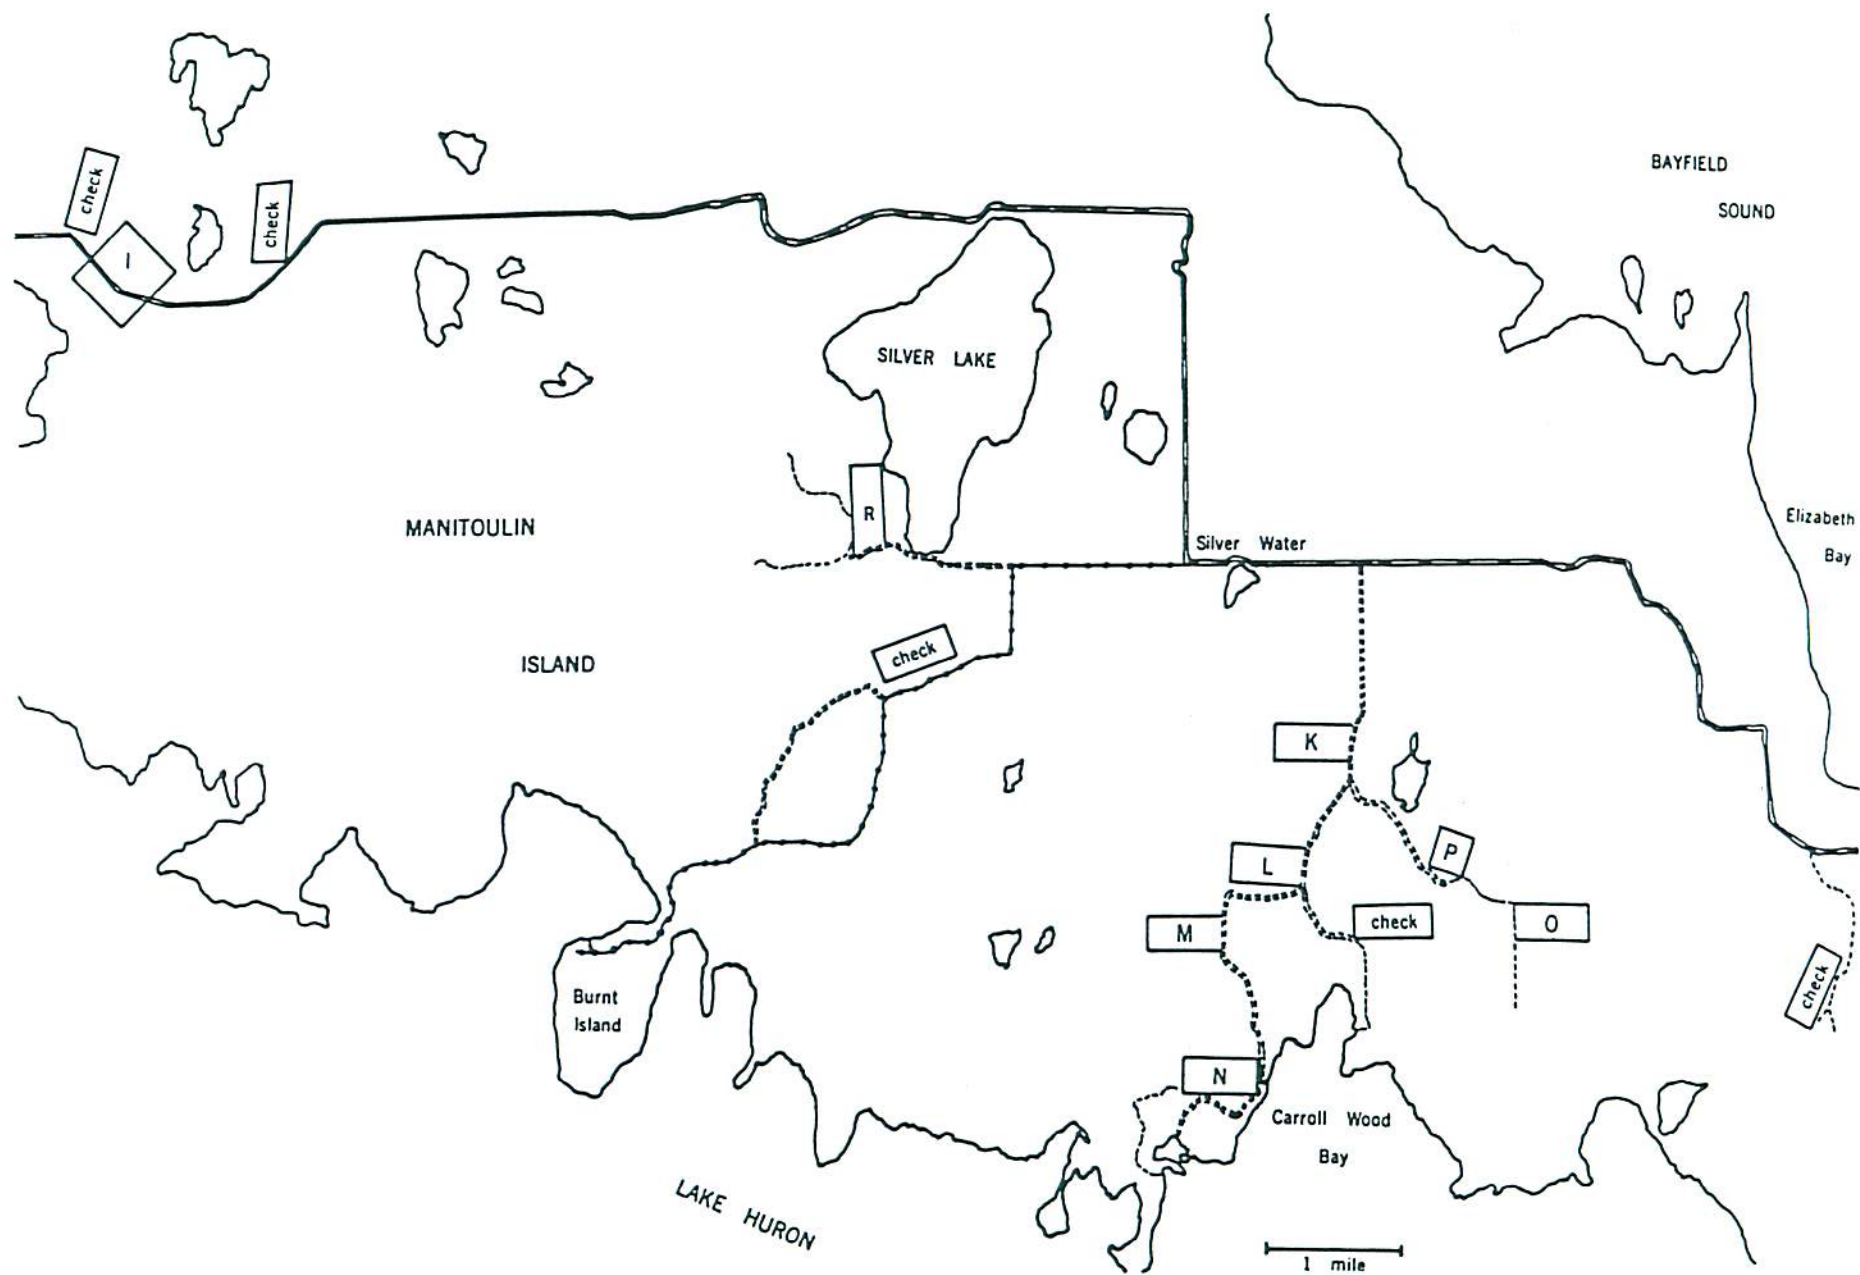 BAYFIELD
SOUND
check
check
I
SILVER LAKE
MANITOULIN
R
Elizabeth
Bay
Silver Water
ISLAND
check
K
P
L
check
O
M
check
Burnt
Island
N
Carroll Wood
Bay
LAKE HURON
1 mile